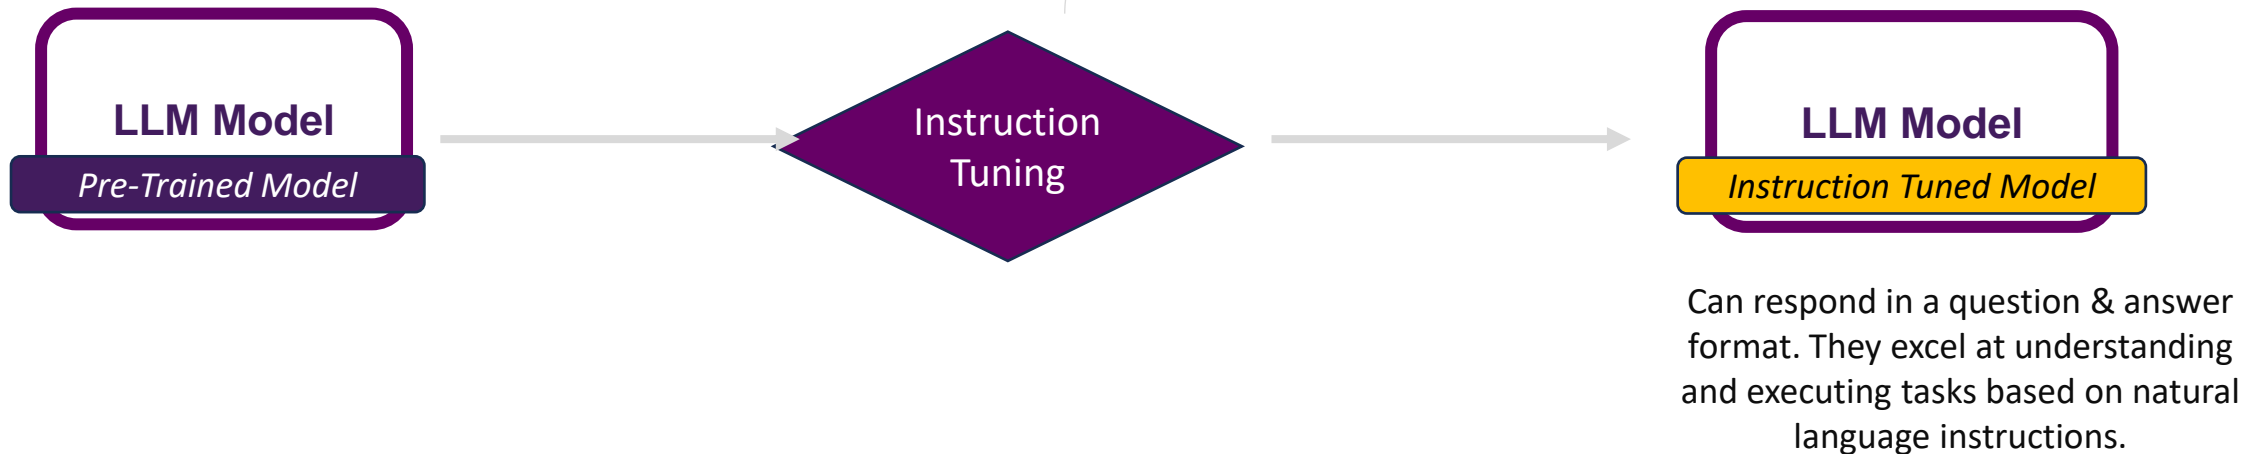 LLM Model
Pre-Trained Model
Instruction
Tuning
LLM Model
Instruction Tuned Model
Can respond in a question & answer
format. They excel at understanding
and executing tasks based on natural
language instructions.